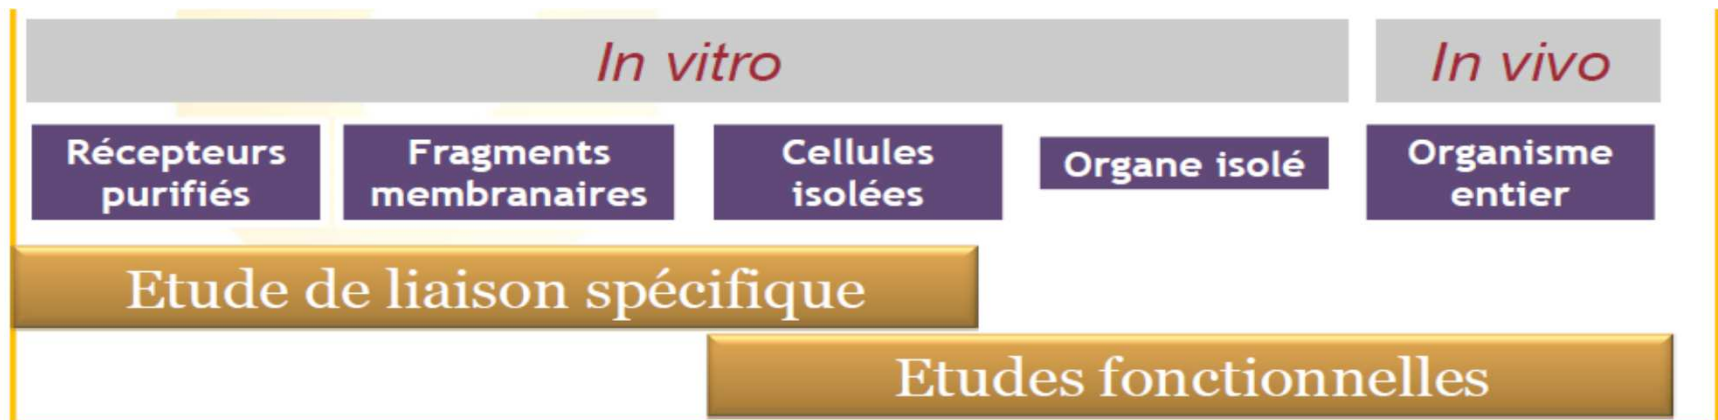 In vitro
In vivo
Récepteurs
purifiés
Fragments
membranaires
Cellules
isolées
Organe isolé
Organisme
entier
Etude de liaison spécifique
Etudes fonctionnelles